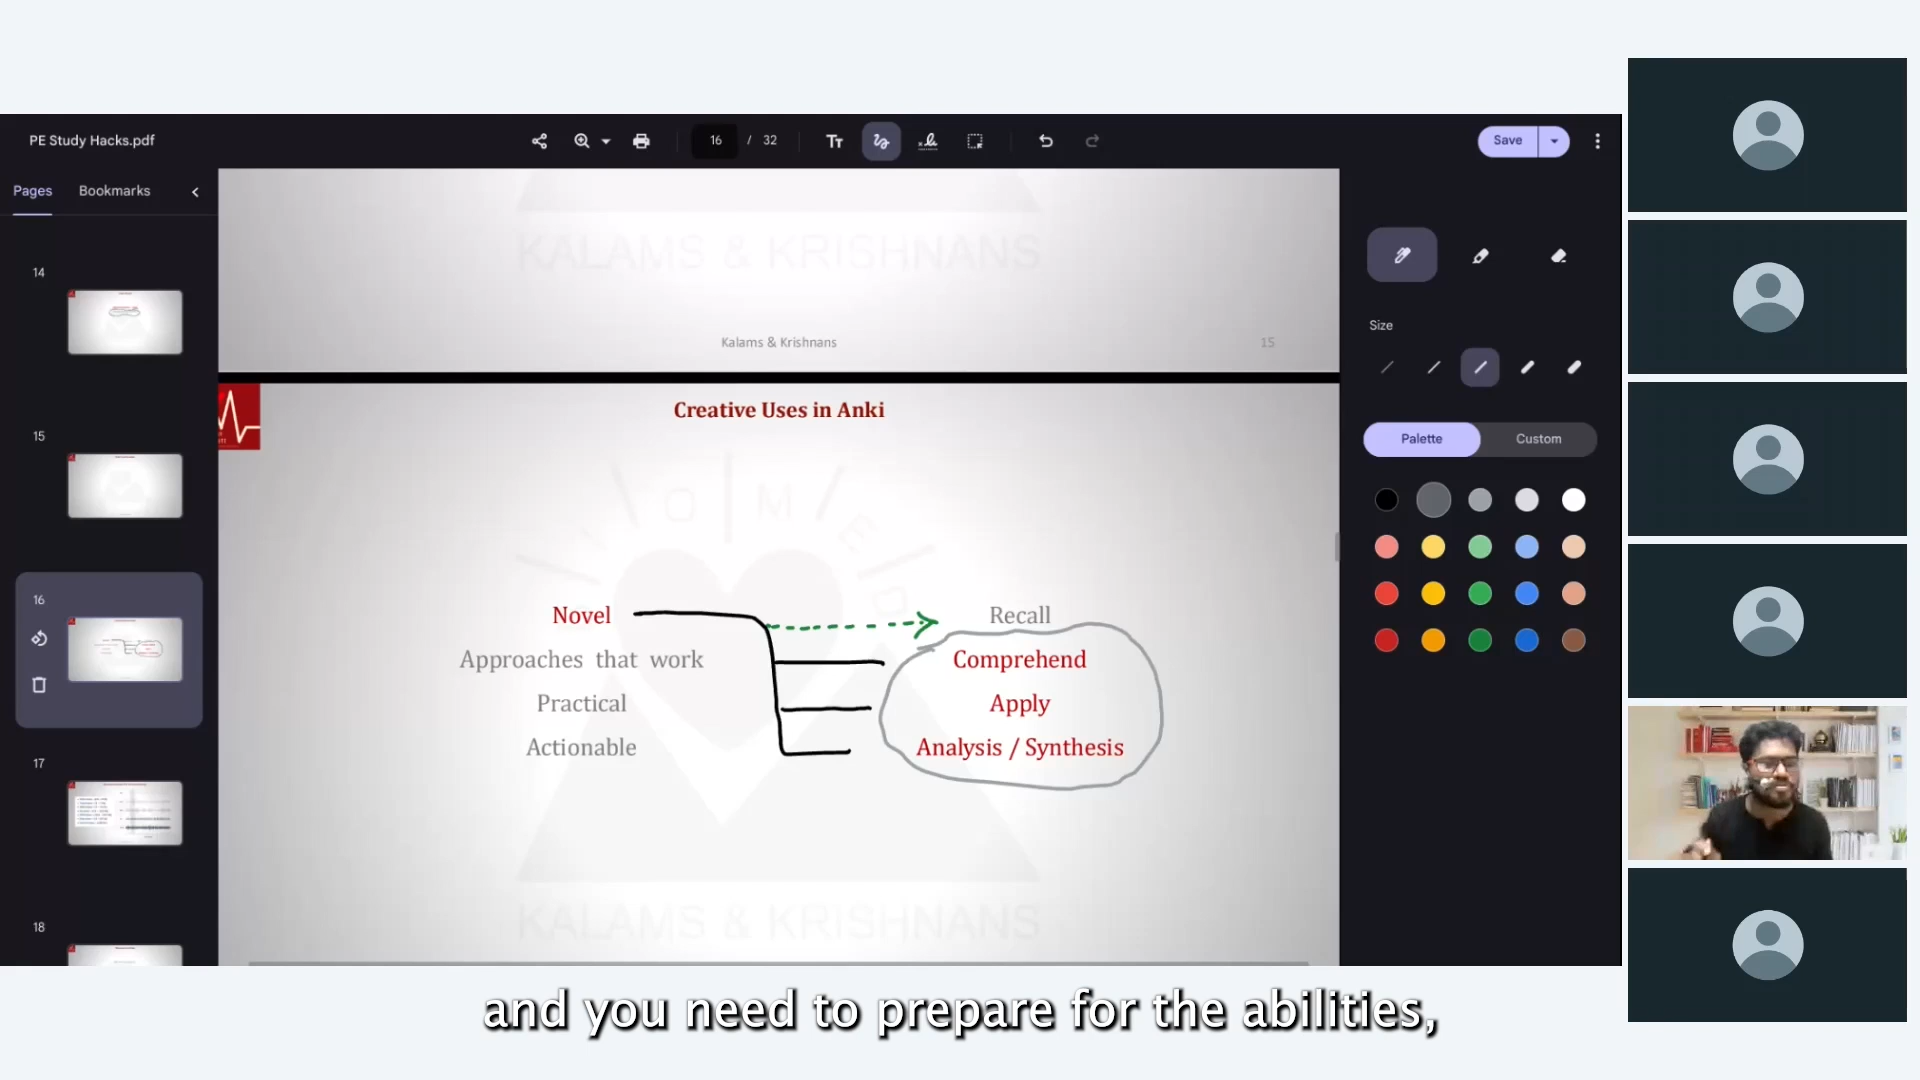 PE Study Hacks.pdf
16 / 32
Save
Pages
Bookmarks
KALAMS & KRISHNANS
Kalams & Krishnans
15
14
15
16
17
18
Creative Uses in Anki
Novel
Recall
Approaches that work
Comprehend
Practical
Apply
Actionable
Analysis / Synthesis
KALAMS & KRISHNANS
Size
Palette
Custom
and you need to prepare for the abilities,